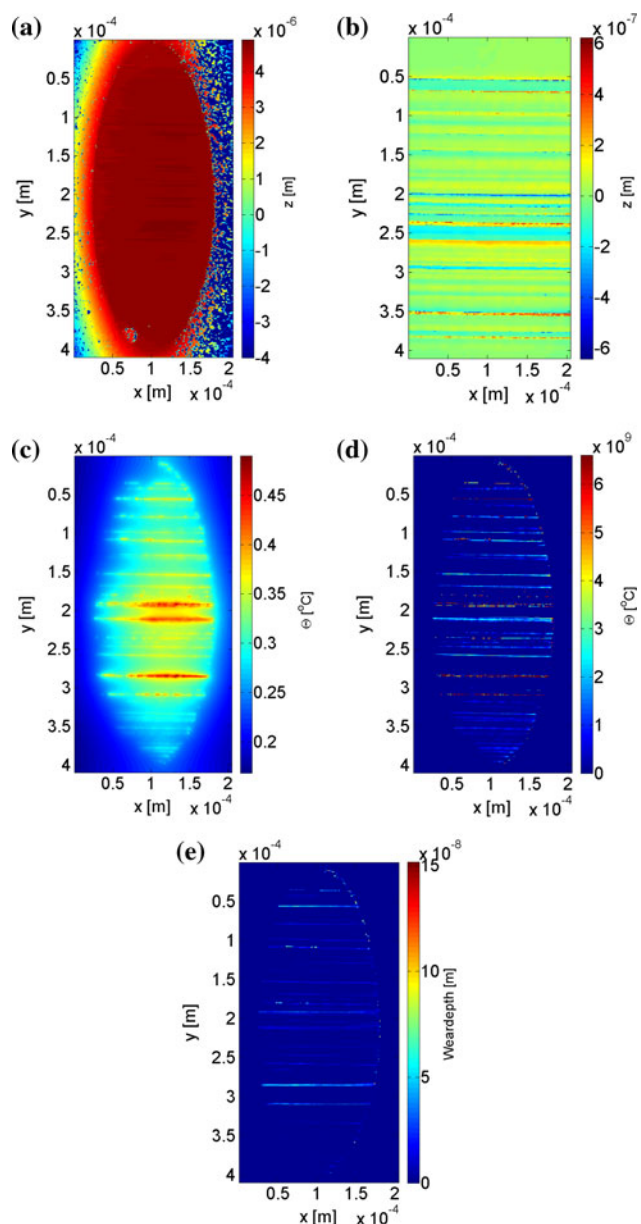 (a)
x 10⁻⁴
x 10⁻⁶
0.5
1
1.5
2
2.5
3
3.5
4
y [m]
0.5 1 1.5 2
x [m] x 10⁻⁴
4
3
2
1
0
-1
-2
-3
-4
z [m]
(b)
x 10⁻⁴
x 10⁻⁷
0.5
1
1.5
2
2.5
3
3.5
4
y [m]
0.5 1 1.5 2
x [m] x 10⁻⁴
6
4
2
0
-2
-4
-6
z [m]
(c)
x 10⁻⁴
0.5
1
1.5
2
2.5
3
3.5
4
y [m]
0.5 1 1.5 2
x [m] x 10⁻⁴
0.45
0.4
0.35
0.3
0.25
0.2
Θ [°C]
(d)
x 10⁻⁴
x 10⁹
0.5
1
1.5
2
2.5
3
3.5
4
y [m]
0.5 1 1.5 2
x [m] x 10⁻⁴
6
5
4
3
2
1
0
Θ [°C]
(e)
x 10⁻⁴
x 10⁻⁸
0.5
1
1.5
2
2.5
3
3.5
4
y [m]
0.5 1 1.5 2
x [m] x 10⁻⁴
15
10
5
0
Weardepth [m]